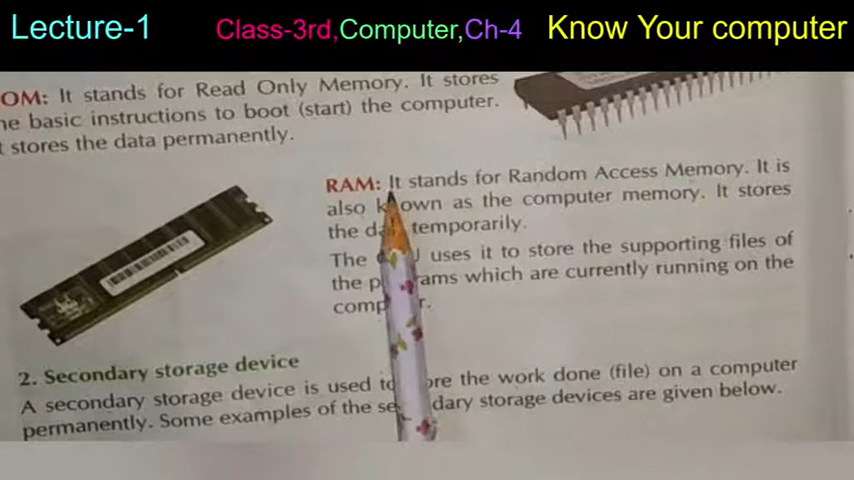 Lecture-1 Class-3rd,Computer,Ch-4 Know Your computer
OM: It stands for Read Only Memory. It stores
he basic instructions to boot (start) the computer.
t stores the data permanently.
RAM: It stands for Random Access Memory. It is
also known as the computer memory. It stores
the da temporarily.
The uses it to store the supporting files of
the p ams which are currently running on the
comp r.
2. Secondary storage device
A secondary storage device is used to ore the work done (file) on a computer
permanently. Some examples of the se dary storage devices are given below.